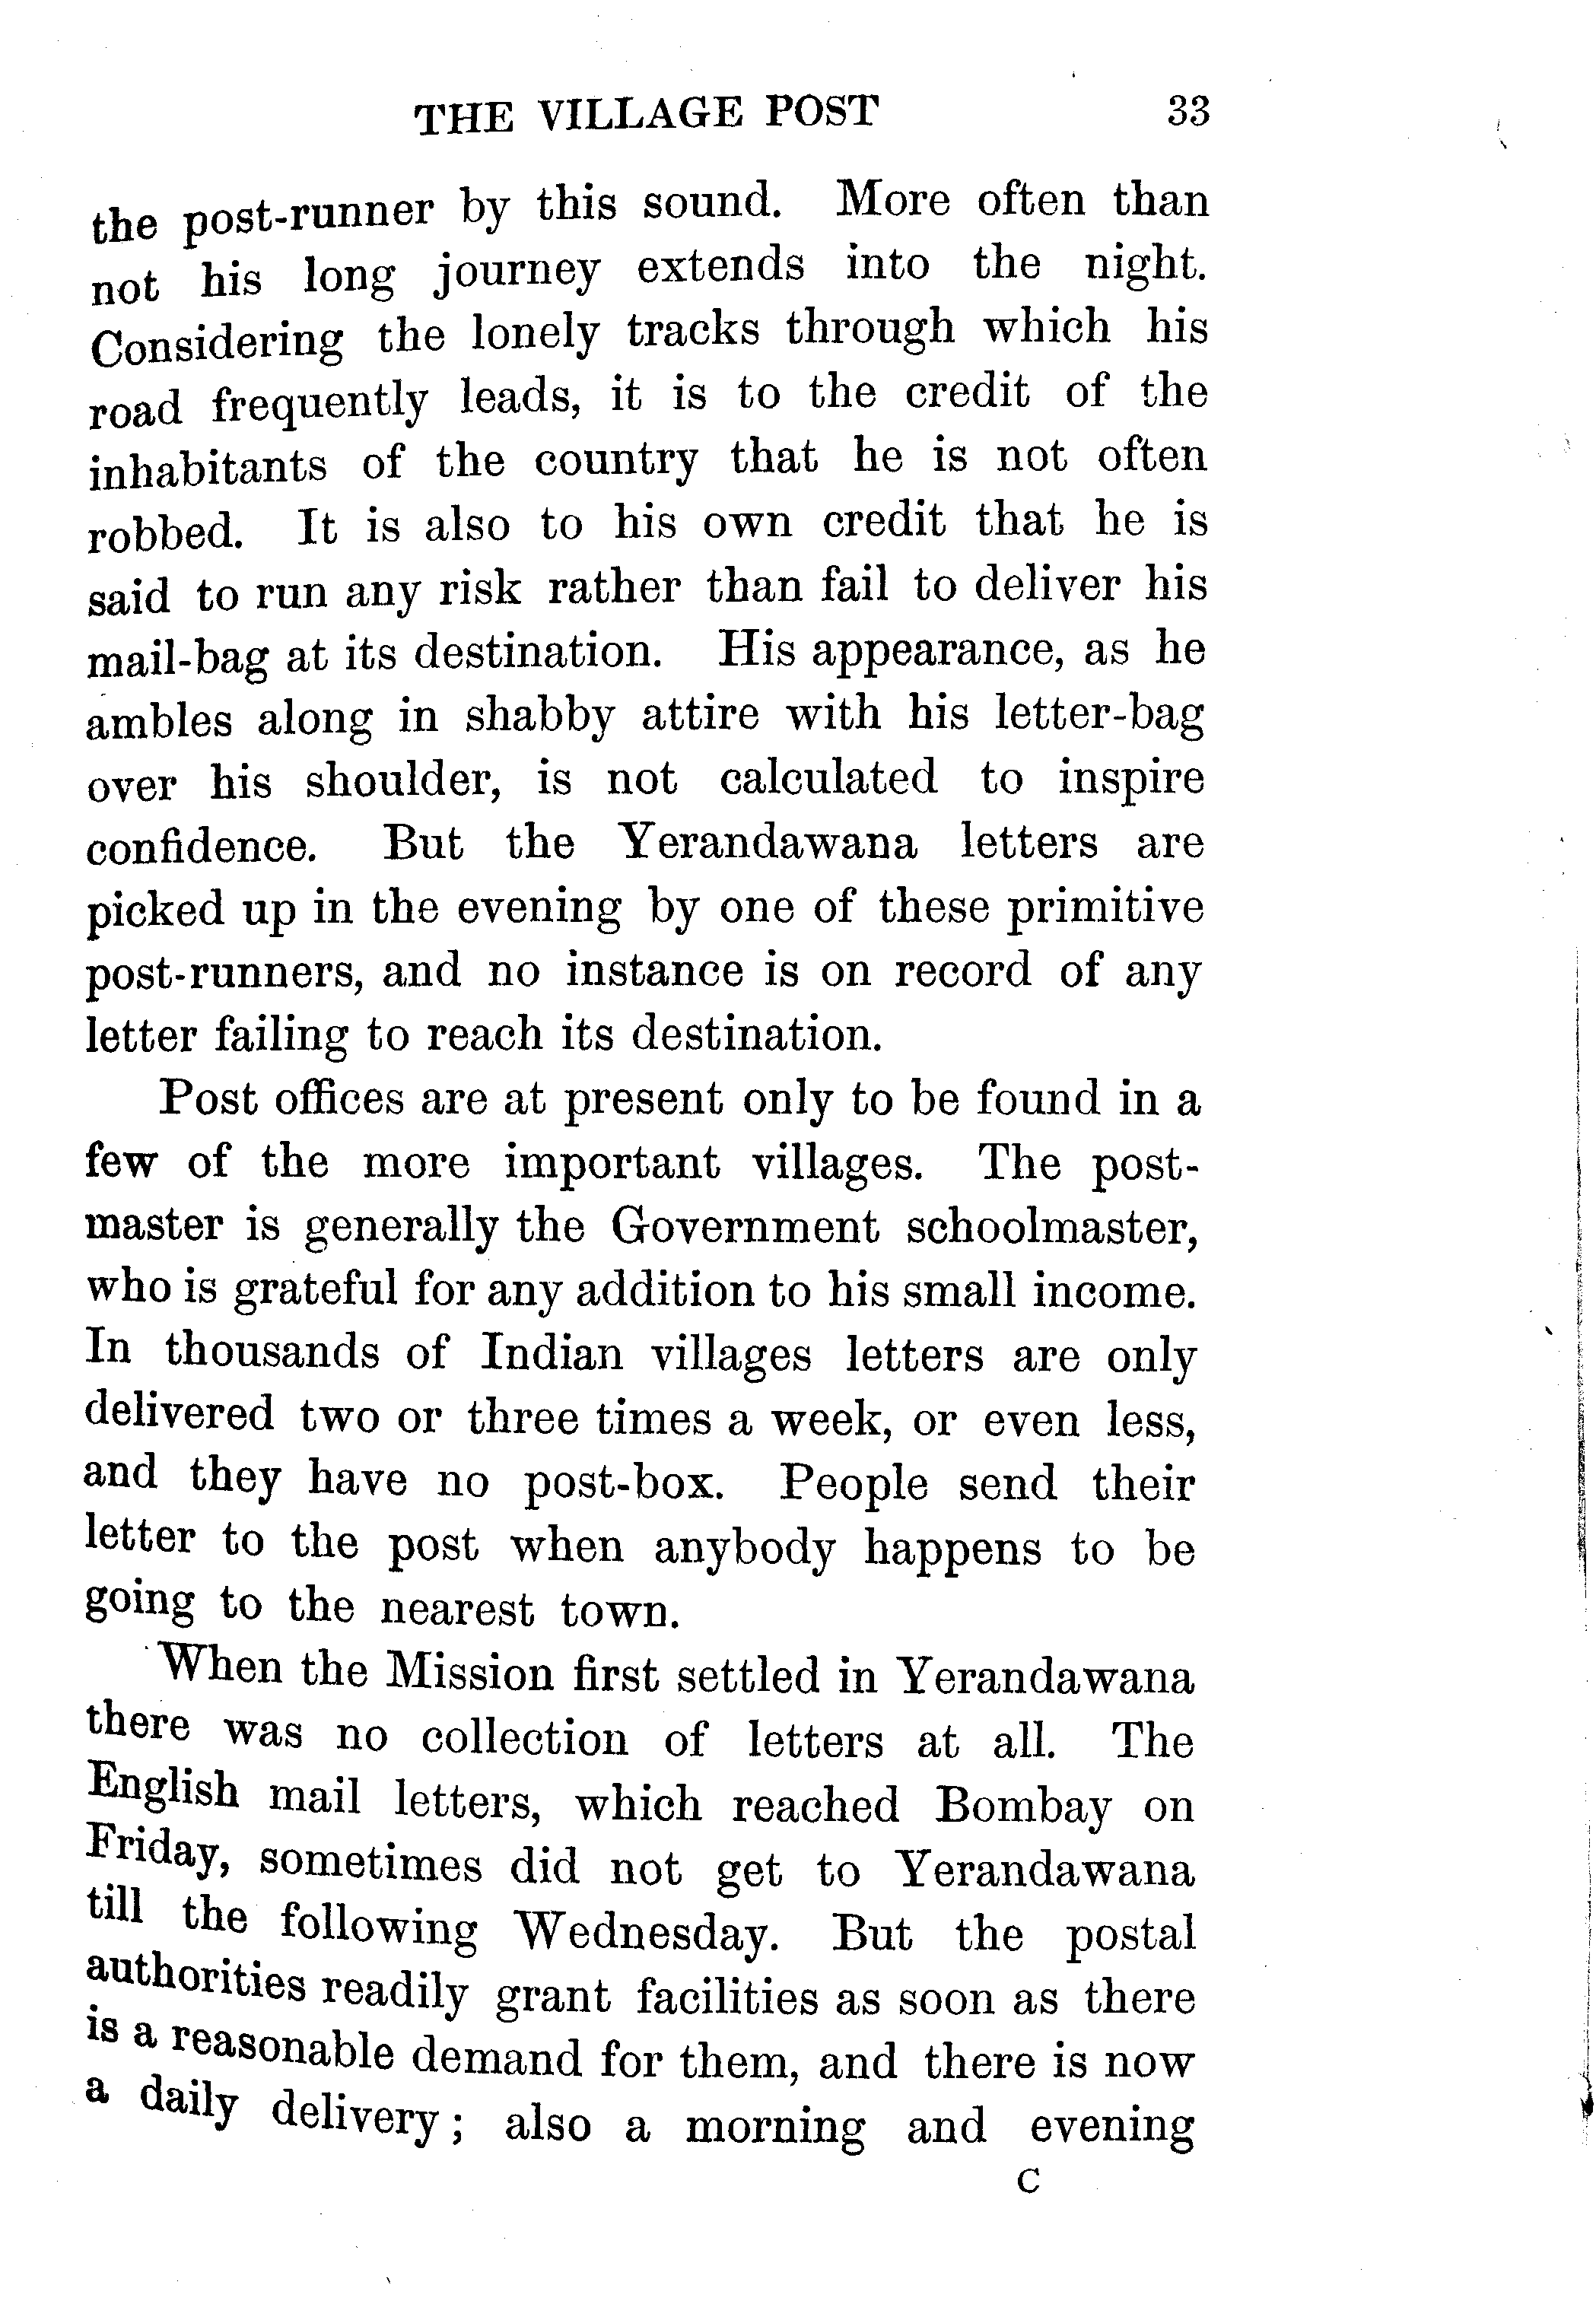 THE VILLAGE POST 33
the post-runner by this sound. More often than
not his long journey extends into the night.
Considering the lonely tracks through which his
road frequently leads, it is to the credit of the
inhabitants of the country that he is not often
robbed. It is also to his own credit that he is
said to run any risk rather than fail to deliver his
mail-bag at its destination. His appearance, as he
ambles along in shabby attire with his letter-bag
over his shoulder, is not calculated to inspire
confidence. But the Yerandawana letters are
picked up in the evening by one of these primitive
post-runners, and no instance is on record of any
letter failing to reach its destination.
Post offices are at present only to be found in a
few of the more important villages. The post-
master is generally the Government schoolmaster,
who is grateful for any addition to his small income.
In thousands of Indian villages letters are only
delivered two or three times a week, or even less,
and they have no post-box. People send their
letter to the post when anybody happens to be
going to the nearest town.
When the Mission first settled in Yerandawana
there was no collection of letters at all. The
English mail letters, which reached Bombay on
Friday, sometimes did not get to Yerandawana
till the following Wednesday. But the postal
authorities readily grant facilities as soon as there
is a reasonable demand for them, and there is now
a daily delivery; also a morning and evening
C